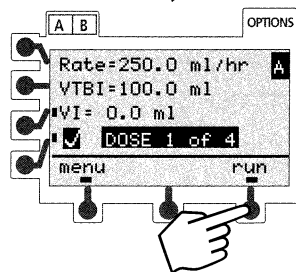 A B OPTIONS
Rate=250.0 ml/hr A
VTBI=100.0 ml
VI= 0.0 ml
DOSE 1 of 4
menu run